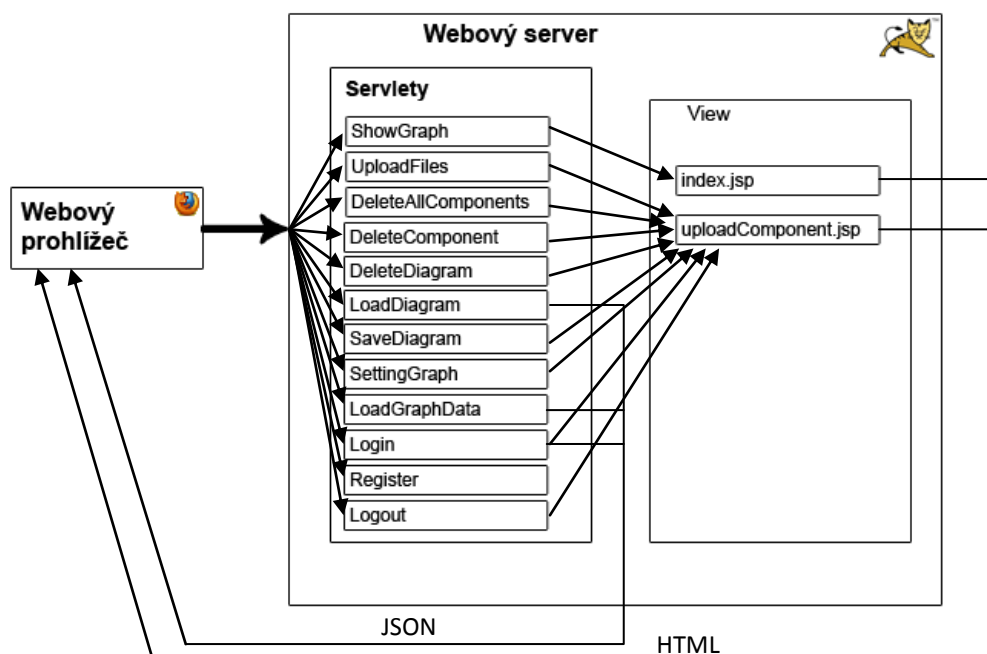 Webový server
Servlety
View
ShowGraph
UploadFiles
DeleteAllComponents
DeleteComponent
DeleteDiagram
LoadDiagram
SaveDiagram
SettingGraph
LoadGraphData
Login
Register
Logout
index.jsp
uploadComponent.jsp
Webový
prohlížeč
JSON
HTML